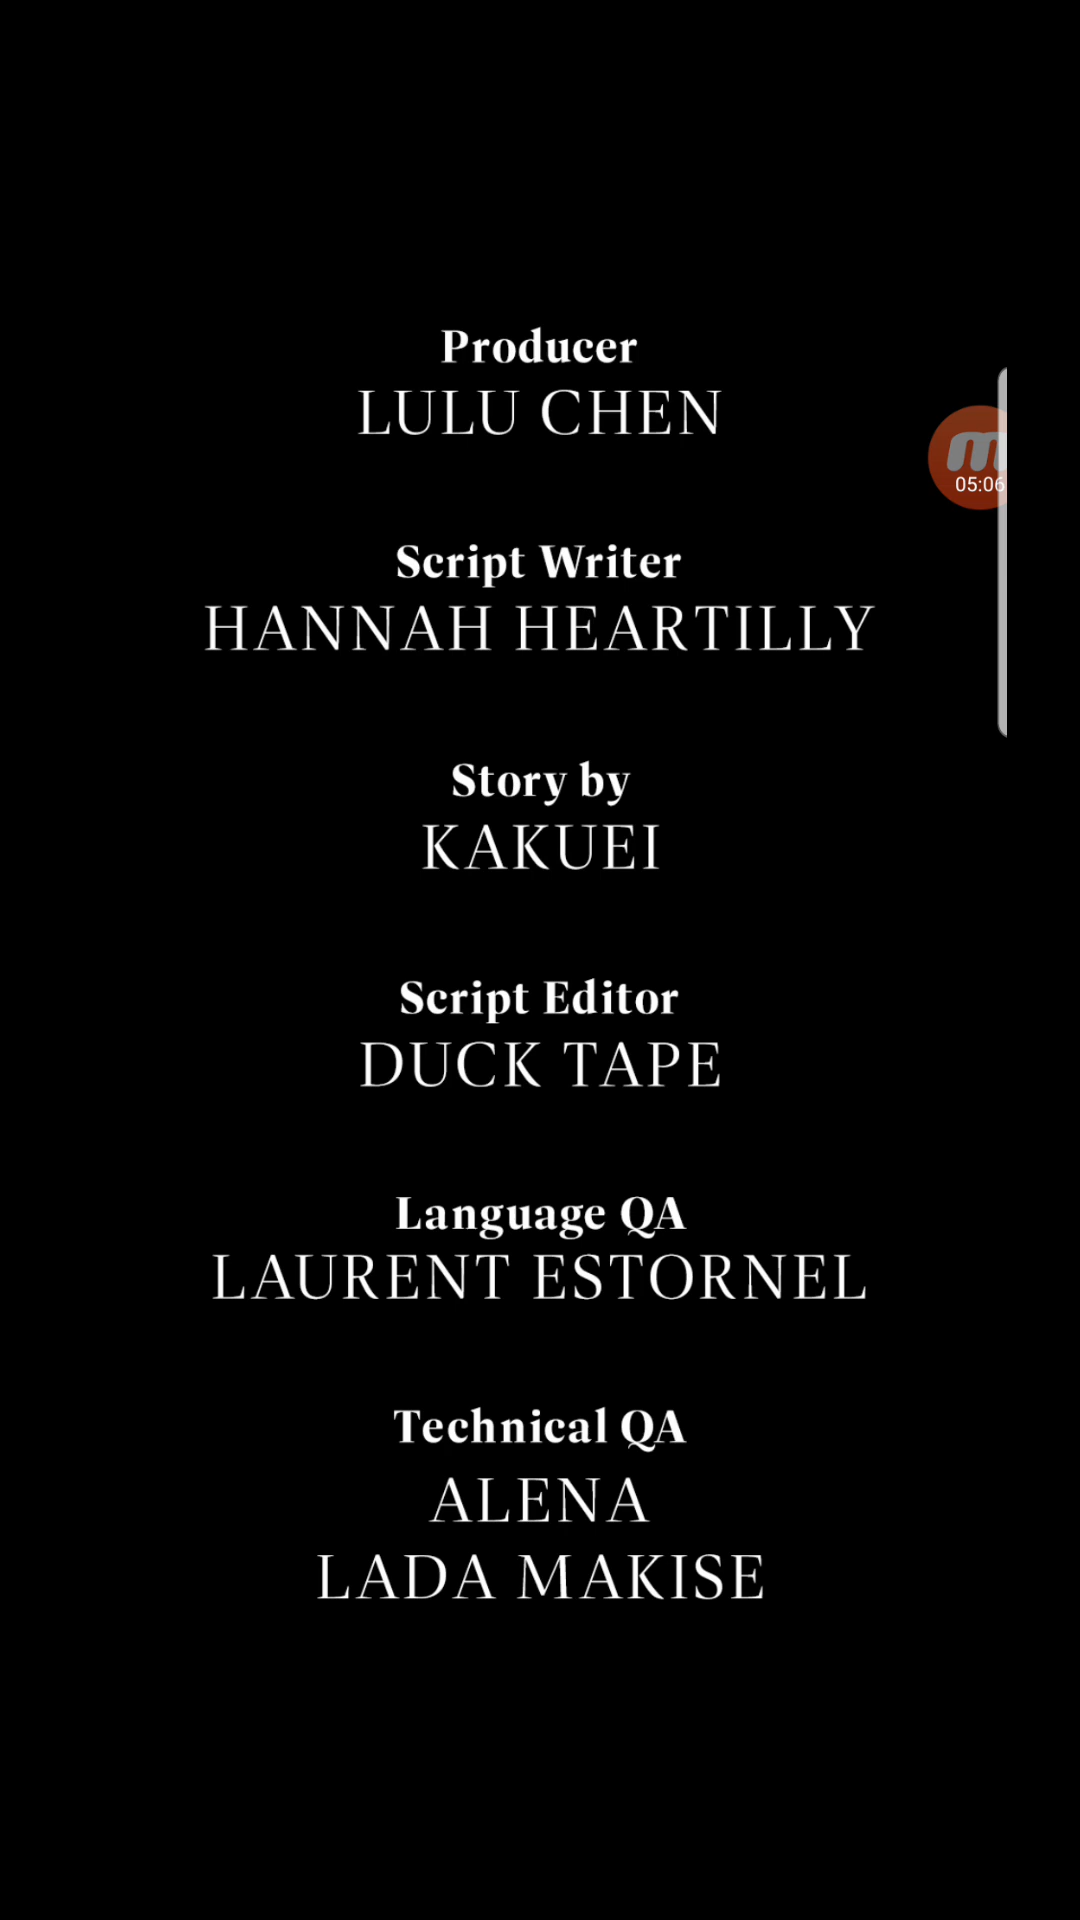 Producer
LULU CHEN
m
05:06
Script Writer
HANNAH HEARTILLY
Story by
KAKUEI
Script Editor
DUCK TAPE
Language QA
LAURENT ESTORNEL
Technical QA
ALENA
LADA MAKISE